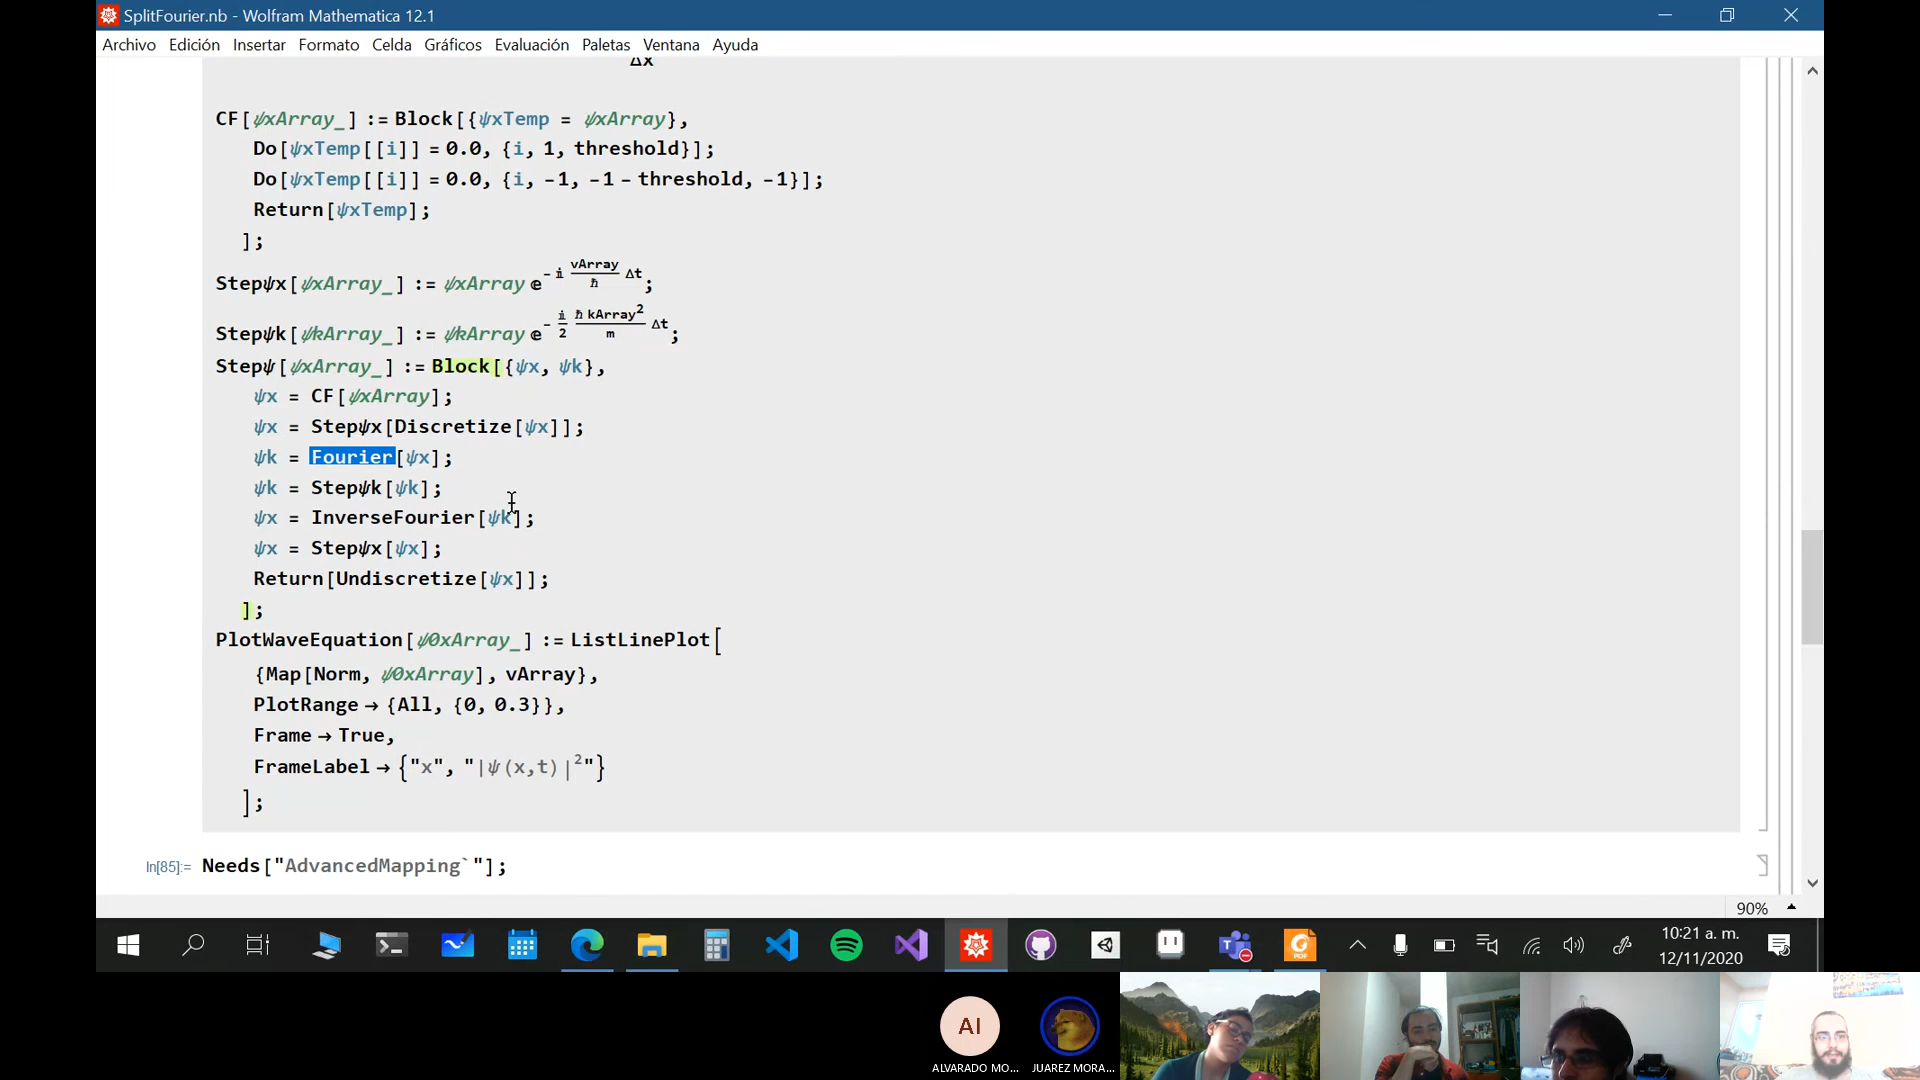 SplitFourier.nb - Wolfram Mathematica 12.1
Archivo Edición Insertar Formato Celda Gráficos Evaluación Paletas Ventana Ayuda
Δx
CF[ψxArray_] := Block[{ψxTemp = ψxArray},
Do[ψxTemp[[i]] = 0.0, {i, 1, threshold}];
Do[ψxTemp[[i]] = 0.0, {i, -1, -1 - threshold, -1}];
Return[ψxTemp];
];
Stepψx[ψxArray_] := ψxArray ⅇ^(-ⅈ vArray/ℏ Δt);
Stepψk[ψkArray_] := ψkArray ⅇ^(-ⅈ/2 ℏ kArray²/m Δt);
Stepψ[ψxArray_] := Block[{ψx, ψk},
ψx = CF[ψxArray];
ψx = Stepψx[Discretize[ψx]];
ψk = Fourier[ψx];
ψk = Stepψk[ψk];
ψx = InverseFourier[ψk];
ψx = Stepψx[ψx];
Return[Undiscretize[ψx]];
];
PlotWaveEquation[ψ0xArray_] := ListLinePlot[
{Map[Norm, ψ0xArray], vArray},
PlotRange → {All, {0, 0.3}},
Frame → True,
FrameLabel → {"x", "|ψ(x,t)|²"}
];
In[85]:= Needs["AdvancedMapping`"];
90%
10:21 a. m.
12/11/2020
AI
ALVARADO MO...
JUAREZ MORA...